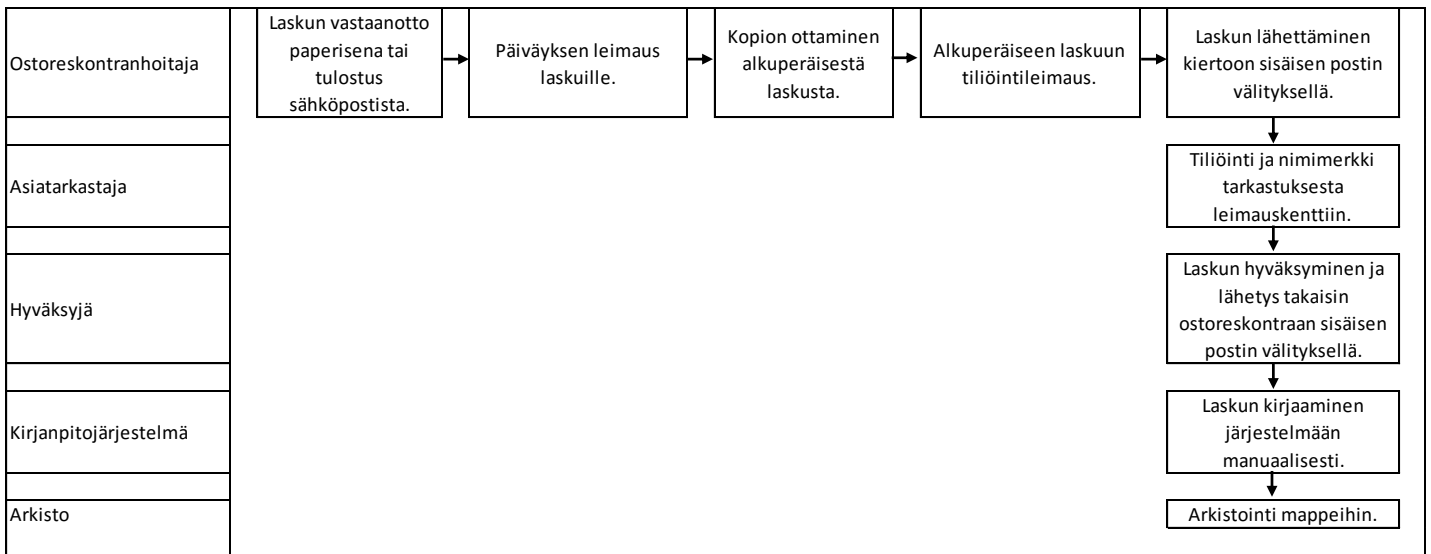 Ostoreskontranhoitaja
Laskun vastaanotto
paperisena tai
tulostus
sähköpostista.
Päiväyksen leimaus
laskuille.
Kopion ottaminen
alkuperäisestä
laskusta.
Alkuperäiseen laskuun
tiliöintileimaus.
Laskun lähettäminen
kiertoon sisäisen postin
välityksellä.
Asiatarkastaja
Tiliöinti ja nimimerkki
tarkastuksesta
leimauskenttiin.
Hyväksyjä
Laskun hyväksyminen ja
lähetys takaisin
ostoreskontraan sisäisen
postin välityksellä.
Kirjanpitojärjestelmä
Laskun kirjaaminen
järjestelmään
manuaalisesti.
Arkisto
Arkistointi mappeihin.